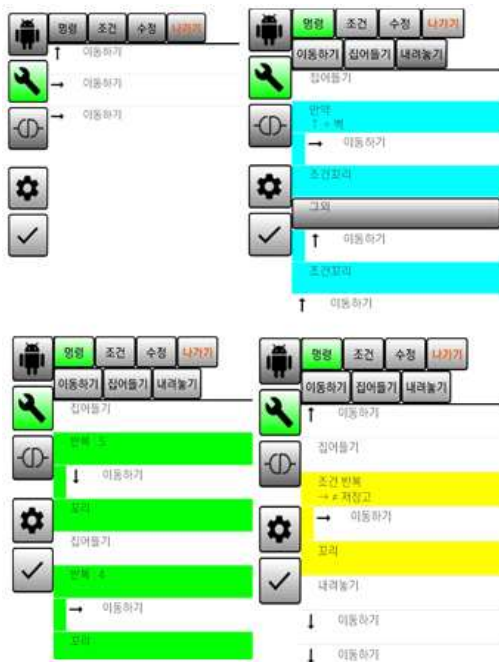 명령 조건 수정 나가기
↑ 이동하기
→ 이동하기
→ 이동하기
명령 조건 수정 나가기
이동하기 집어들기 내려놓기
집어들기
만약
↑ = 벽
→ 이동하기
조건꼬리
그외
↑ 이동하기
조건꼬리
↑ 이동하기
명령 조건 수정 나가기
이동하기 집어들기 내려놓기
집어들기
반복 : 5
↓ 이동하기
꼬리
집어들기
반복 : 4
→ 이동하기
꼬리
명령 조건 수정 나가기
이동하기 집어들기 내려놓기
↑ 이동하기
집어들기
조건 반복
→ ≠ 저장고
→ 이동하기
꼬리
내려놓기
↓ 이동하기
↓ 이동하기